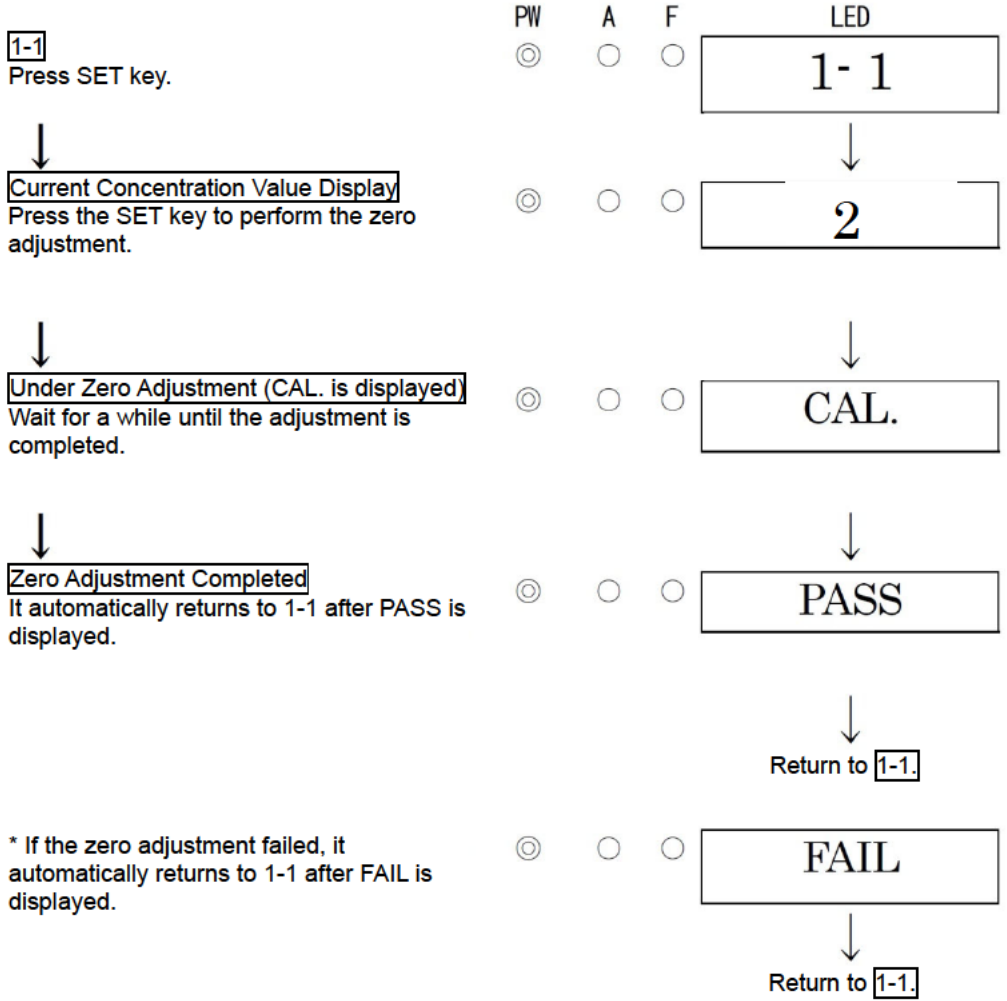 PW A F LED
1-1
Press SET key.
1- 1
Current Concentration Value Display
Press the SET key to perform the zero
adjustment.
2
Under Zero Adjustment (CAL. is displayed)
Wait for a while until the adjustment is
completed.
CAL.
Zero Adjustment Completed
It automatically returns to 1-1 after PASS is
displayed.
PASS
Return to 1-1.
* If the zero adjustment failed, it
automatically returns to 1-1 after FAIL is
displayed.
FAIL
Return to 1-1.